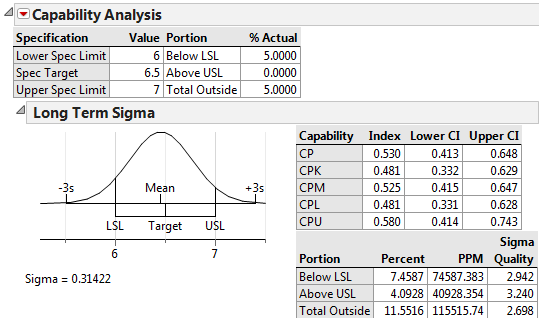 Capability Analysis
Specification Value Portion % Actual
Lower Spec Limit 6 Below LSL 5.0000
Spec Target 6.5 Above USL 0.0000
Upper Spec Limit 7 Total Outside 5.0000
Long Term Sigma
-3s Mean +3s
LSL Target USL
6 7
Sigma = 0.31422
Capability Index Lower CI Upper CI
CP 0.530 0.413 0.648
CPK 0.481 0.332 0.629
CPM 0.525 0.415 0.647
CPL 0.481 0.331 0.628
CPU 0.580 0.414 0.743
Sigma
Portion Percent PPM Quality
Below LSL 7.4587 74587.383 2.942
Above USL 4.0928 40928.354 3.240
Total Outside 11.5516 115515.74 2.698